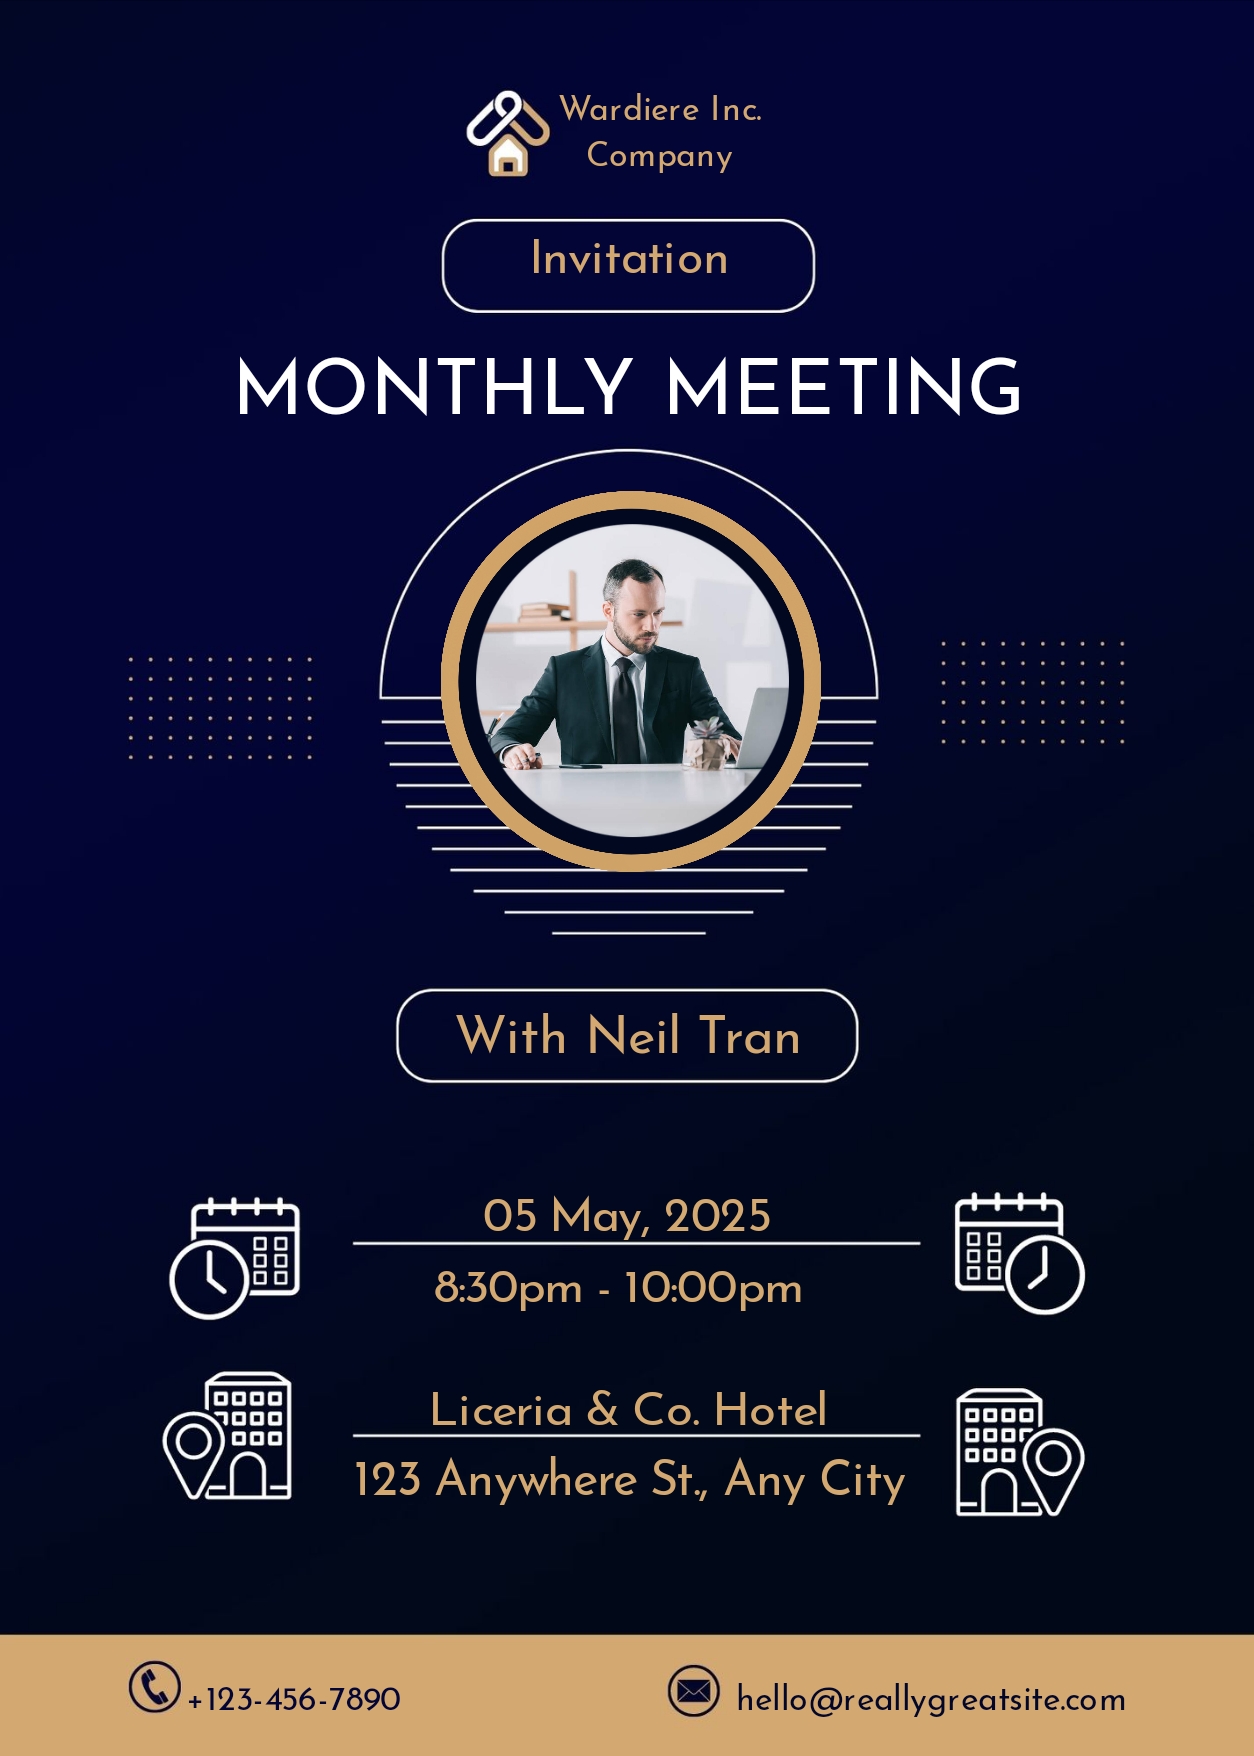 Wardiere Inc.
Company
Invitation
MONTHLY MEETING
With Neil Tran
05 May, 2025
8:30pm - 10:00pm
Liceria & Co. Hotel
123 Anywhere St., Any City
+123-456-7890
hello@reallygreatsite.com